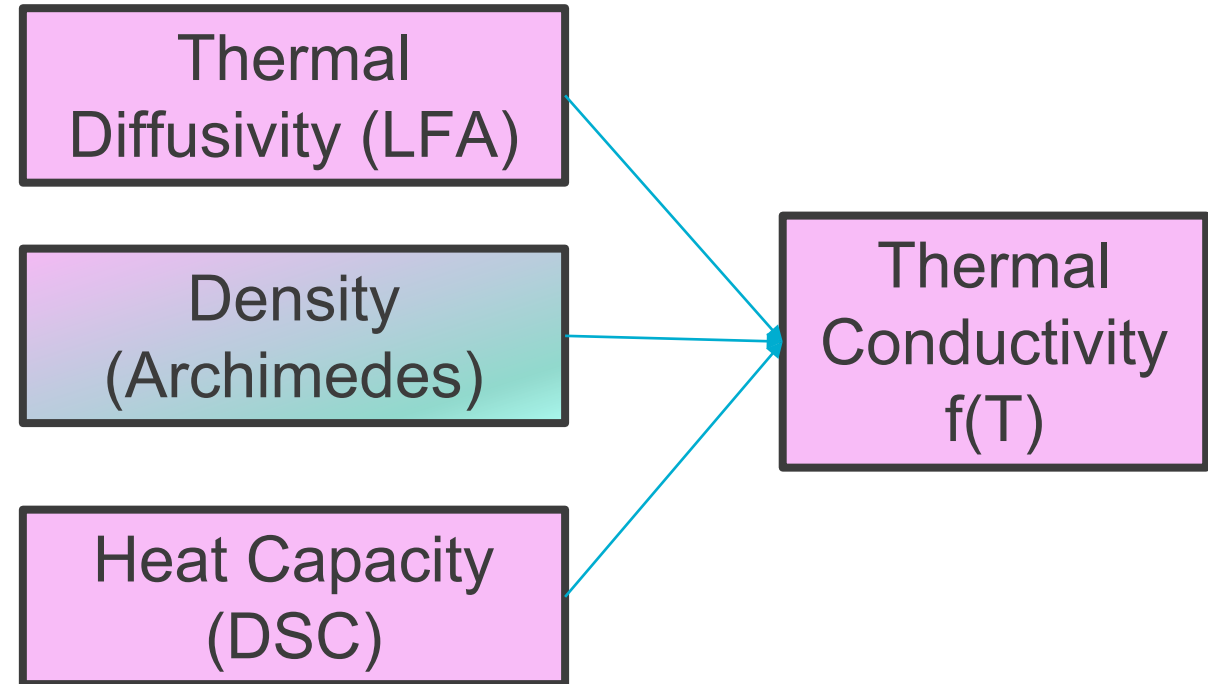 Thermal
Diffusivity (LFA)
Density
(Archimedes)
Heat Capacity
(DSC)
Thermal
Conductivity
f(T)